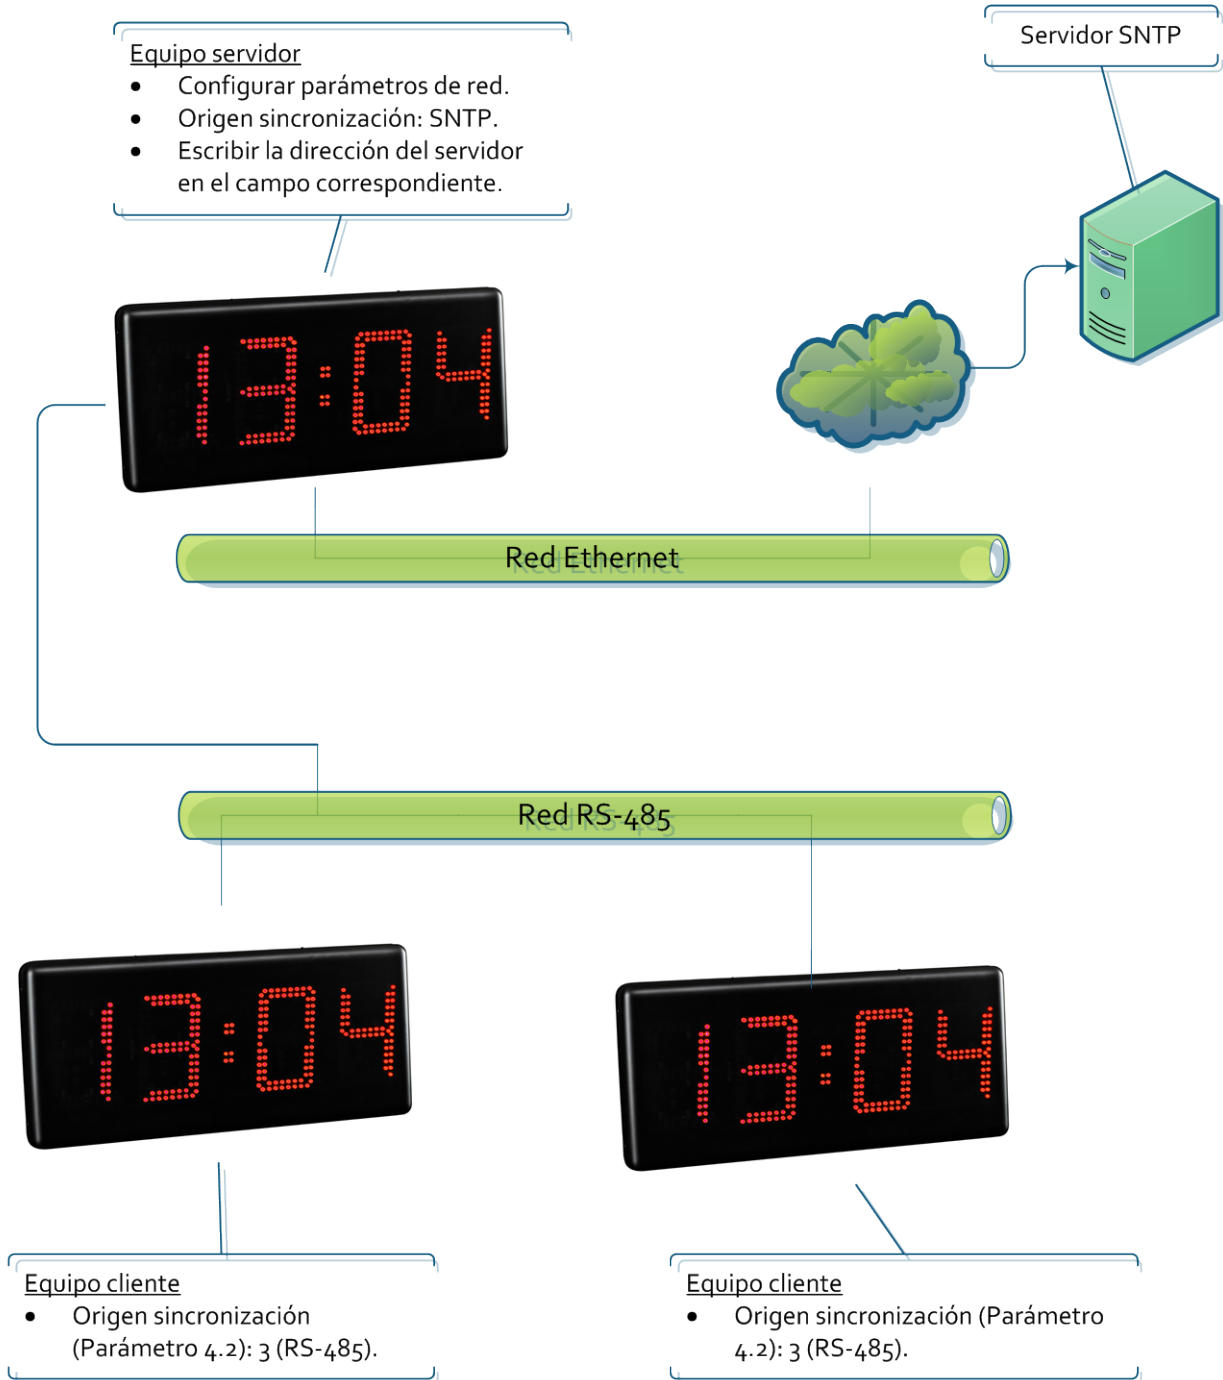 Equipo servidor
• Configurar parámetros de red.
• Origen sincronización: SNTP.
• Escribir la dirección del servidor
en el campo correspondiente.
Servidor SNTP
13:04
Red Ethernet
Red RS-485
13:04
13:04
Equipo cliente
• Origen sincronización
(Parámetro 4.2): 3 (RS-485).
Equipo cliente
• Origen sincronización (Parámetro
4.2): 3 (RS-485).